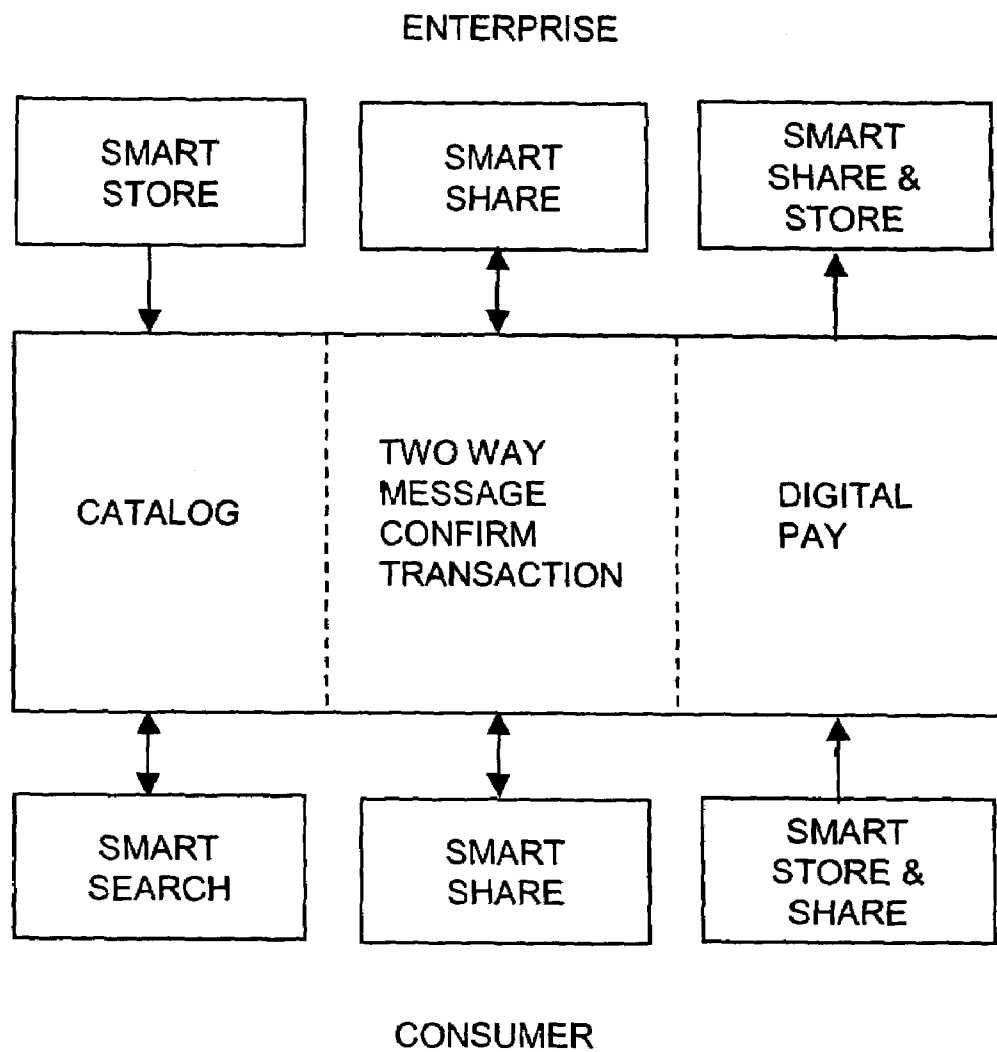 ENTERPRISE
SMART
STORE
SMART
SHARE
SMART
SHARE &
STORE
CATALOG
TWO WAY
MESSAGE
CONFIRM
TRANSACTION
DIGITAL
PAY
SMART
SEARCH
SMART
SHARE
SMART
STORE &
SHARE
CONSUMER